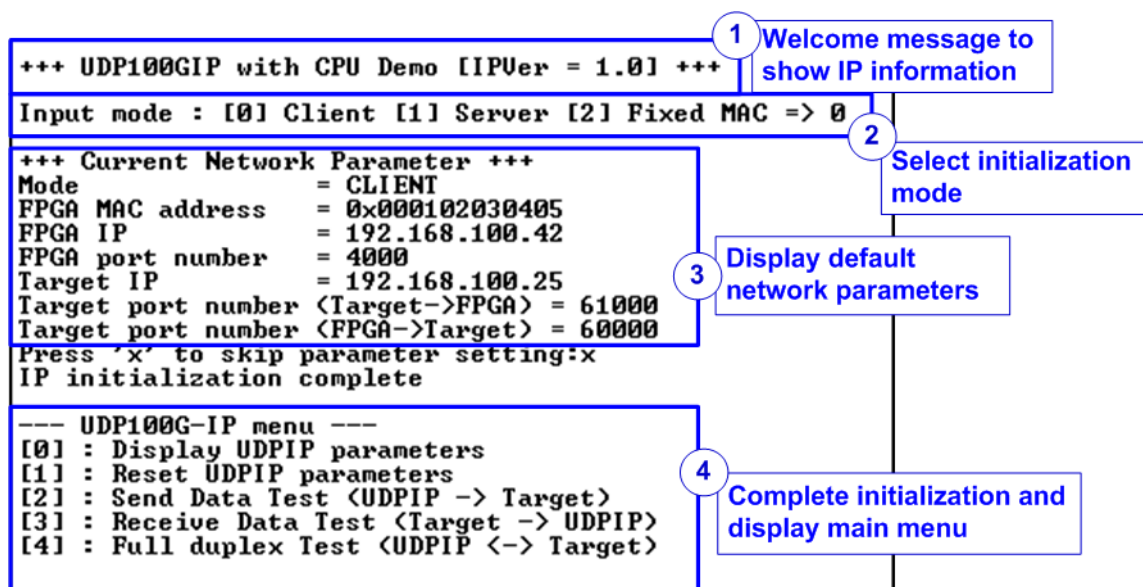 +++ UDP100GIP with CPU Demo [IPVer = 1.0] +++
1
Welcome message to
show IP information
Input mode : [0] Client [1] Server [2] Fixed MAC => 0
2
Select initialization
mode
+++ Current Network Parameter +++
Mode = CLIENT
FPGA MAC address = 0x000102030405
FPGA IP = 192.168.100.42
FPGA port number = 4000
Target IP = 192.168.100.25
Target port number (Target->FPGA) = 61000
Target port number (FPGA->Target) = 60000
3
Display default
network parameters
Press 'x' to skip parameter setting:x
IP initialization complete
--- UDP100G-IP menu ---
[0] : Display UDPIP parameters
[1] : Reset UDPIP parameters
[2] : Send Data Test (UDPIP -> Target)
[3] : Receive Data Test (Target -> UDPIP)
[4] : Full duplex Test (UDPIP <-> Target)
4
Complete initialization and
display main menu